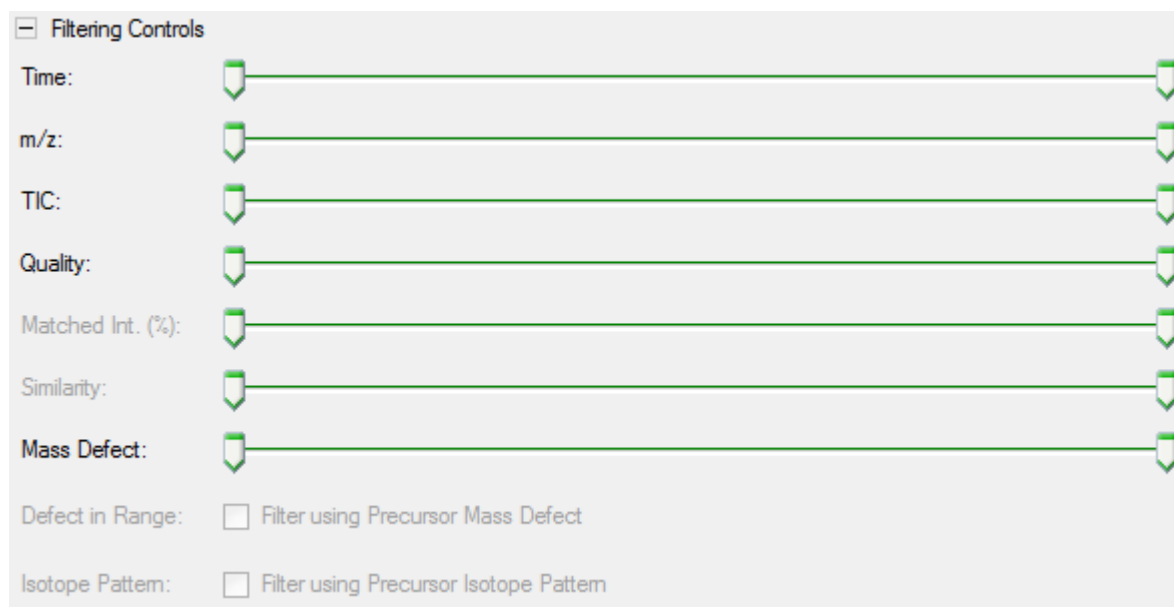 Filtering Controls
Time:
m/z:
TIC:
Quality:
Matched Int. (%):
Similarity:
Mass Defect:
Defect in Range: Filter using Precursor Mass Defect
Isotope Pattern: Filter using Precursor Isotope Pattern